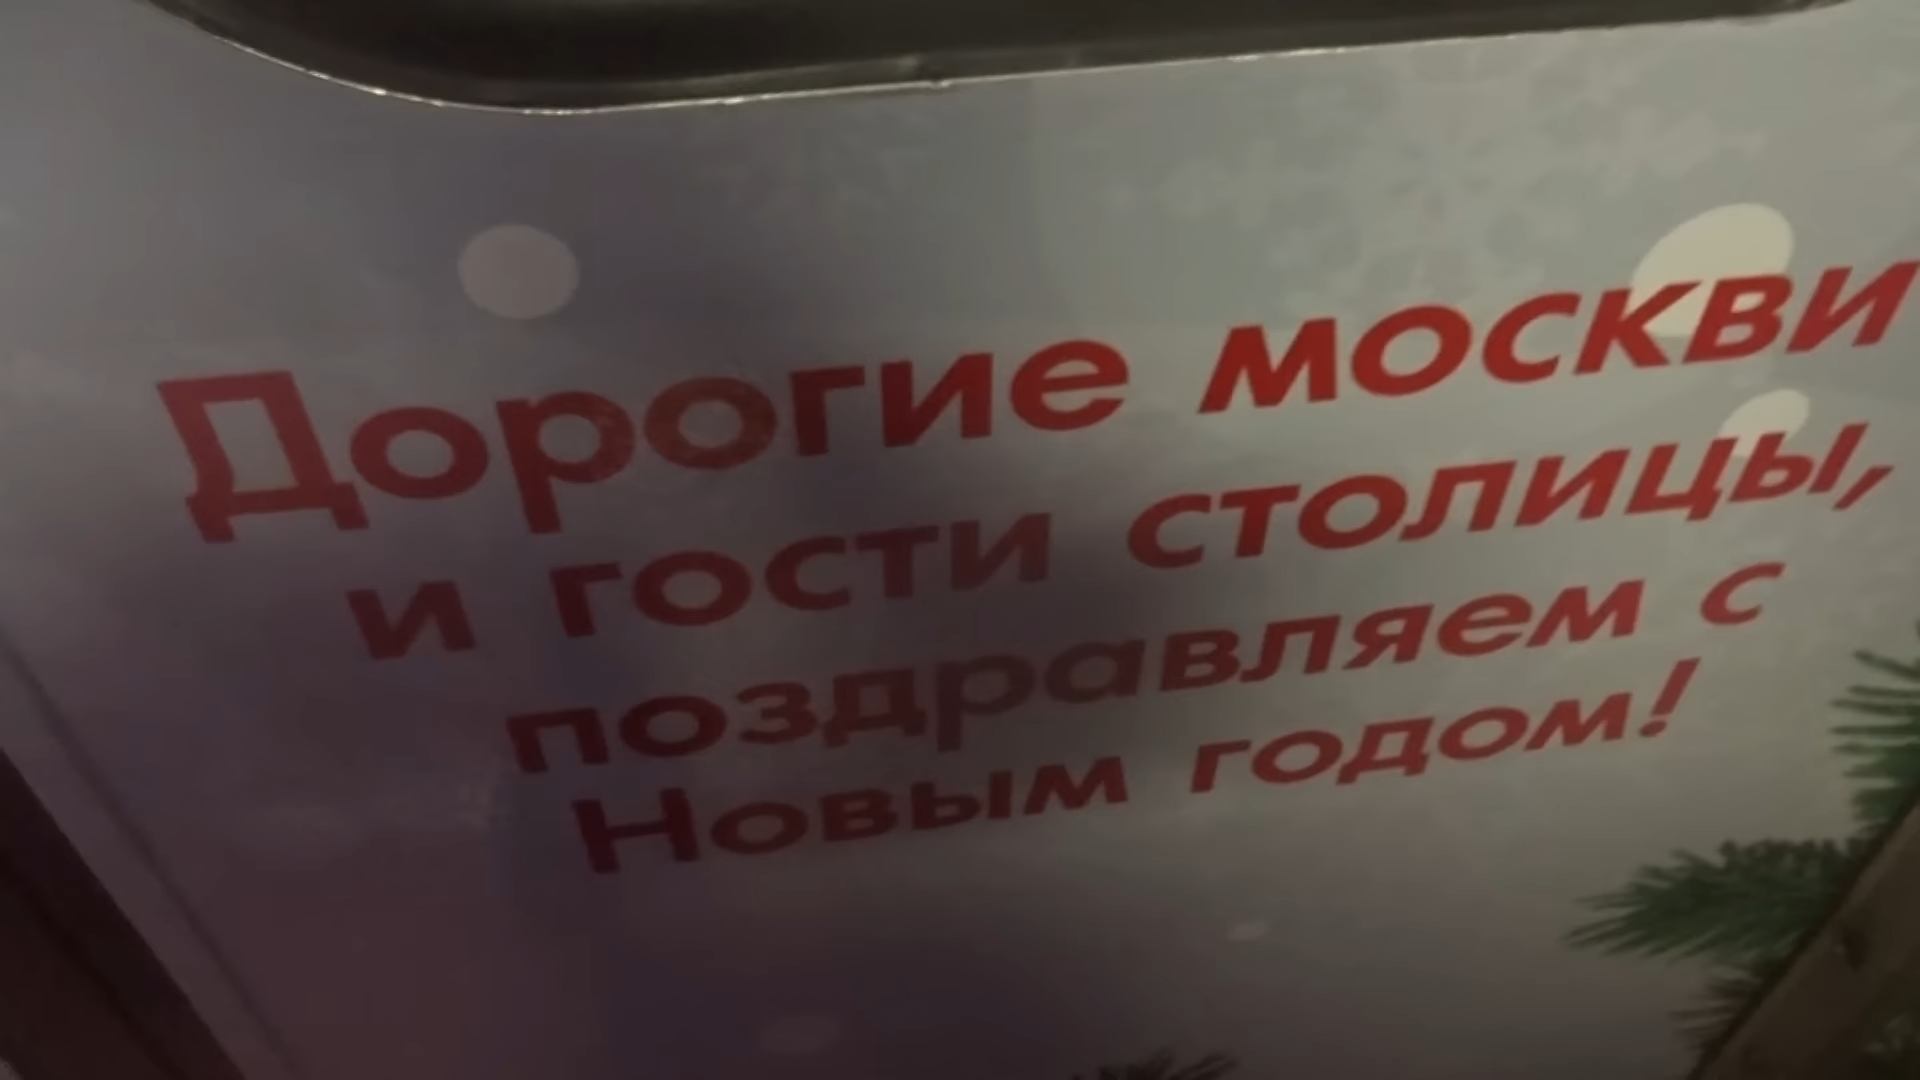 Дорогие москви
и гости столицы,
поздравляем с
Новым годом!